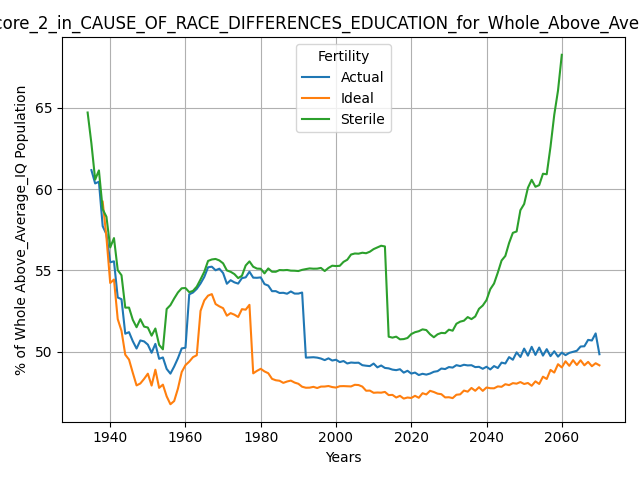 core_2_in_CAUSE_OF_RACE_DIFFERENCES_EDUCATION_for_Whole_Above_Ave
Fertility
Actual
Ideal
Sterile
% of Whole Above_Average_IQ Population
65
60
55
50
1940 1960 1980 2000 2020 2040 2060
Years